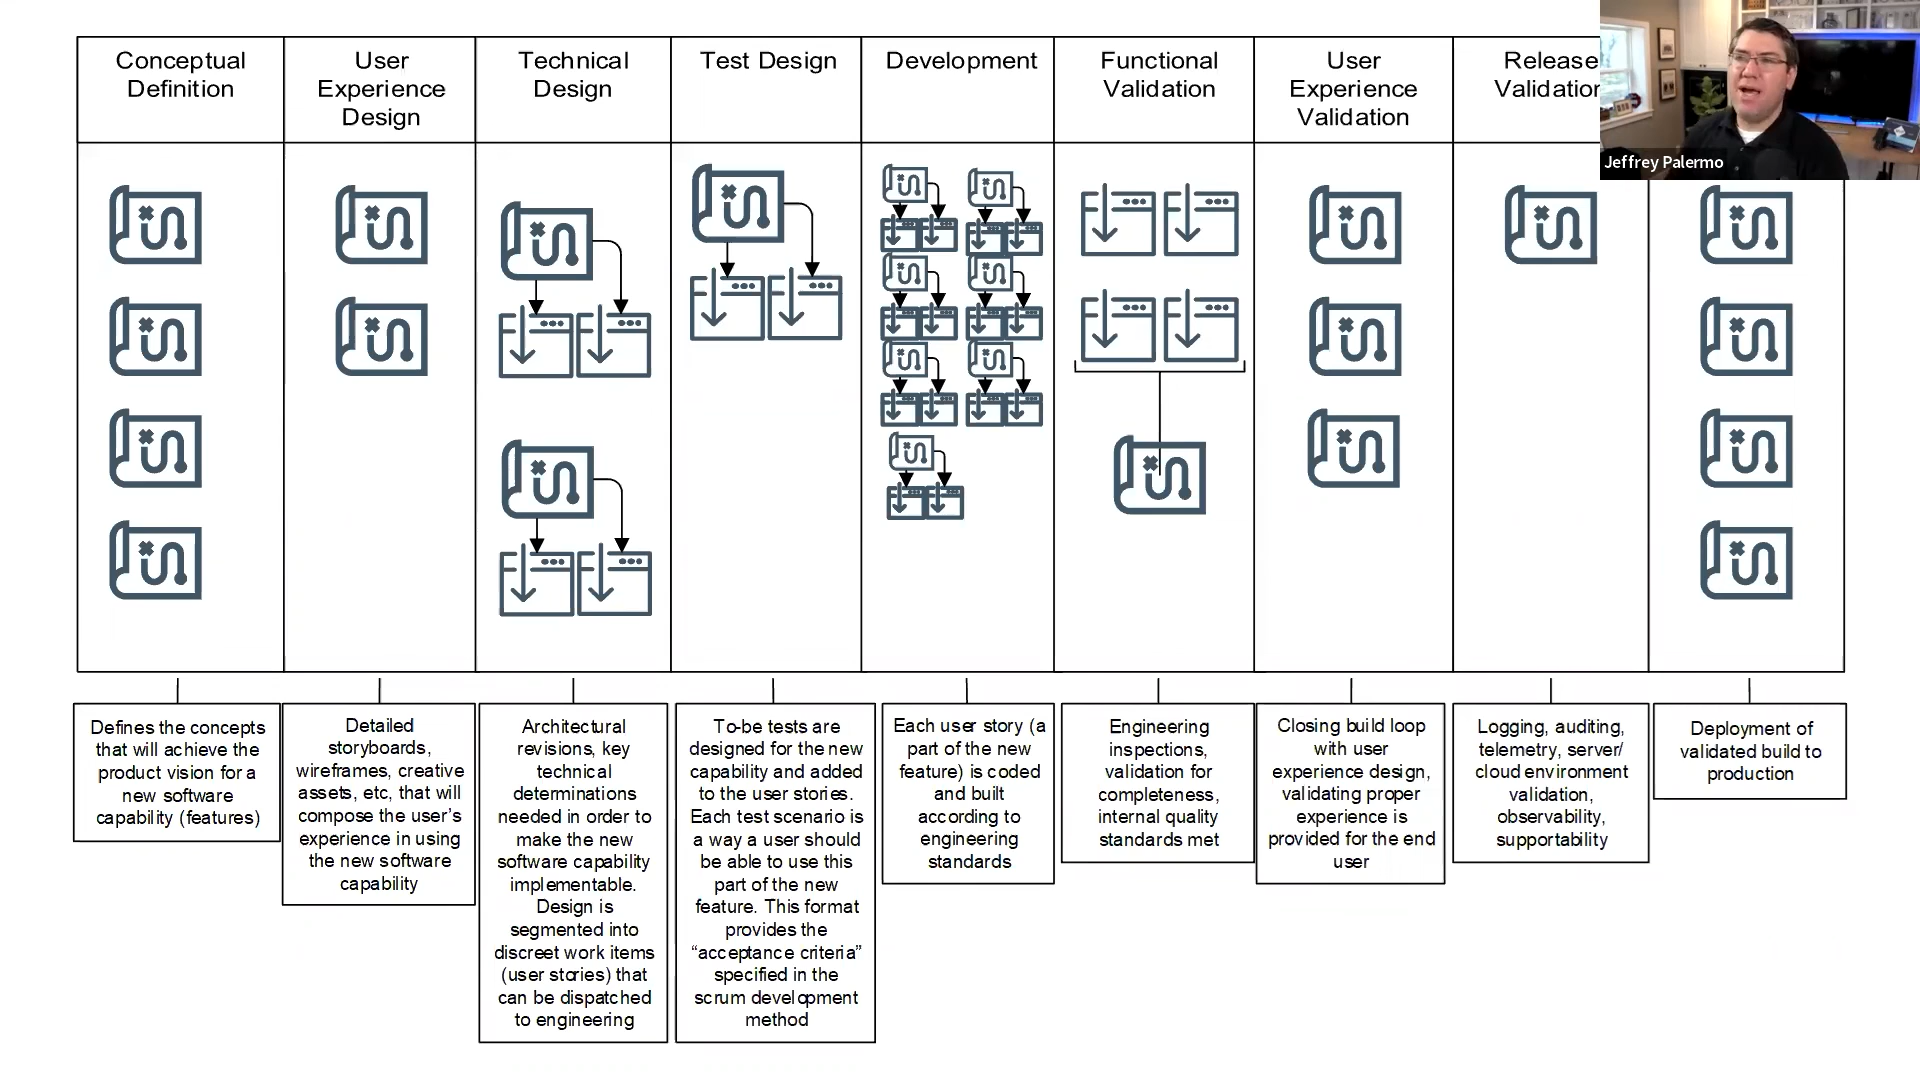 Conceptual
Definition
User
Experience
Design
Technical
Design
Test Design
Development
Functional
Validation
User
Experience
Validation
Release
Validation
Jeffrey Palermo
Defines the concepts
that will achieve the
product vision for a
new software
capability (features)
Detailed
storyboards,
wireframes, creative
assets, etc, that will
compose the user's
experience in using
the new software
capability
Architectural
revisions, key
technical
determinations
needed in order to
make the new
software capability
implementable.
Design is
segmented into
discreet work items
(user stories) that
can be dispatched
to engineering
To-be tests are
designed for the new
capability and added
to the user stories.
Each test scenario is
a way a user should
be able to use this
part of the new
feature. This format
provides the
“acceptance criteria”
specified in the
scrum development
method
Each user story (a
part of the new
feature) is coded
and built
according to
engineering
standards
Engineering
inspections,
validation for
completeness,
internal quality
standards met
Closing build loop
with user
experience design,
validating proper
experience is
provided for the end
user
Logging, auditing,
telemetry, server/
cloud environment
validation,
observability,
supportability
Deployment of
validated build to
production